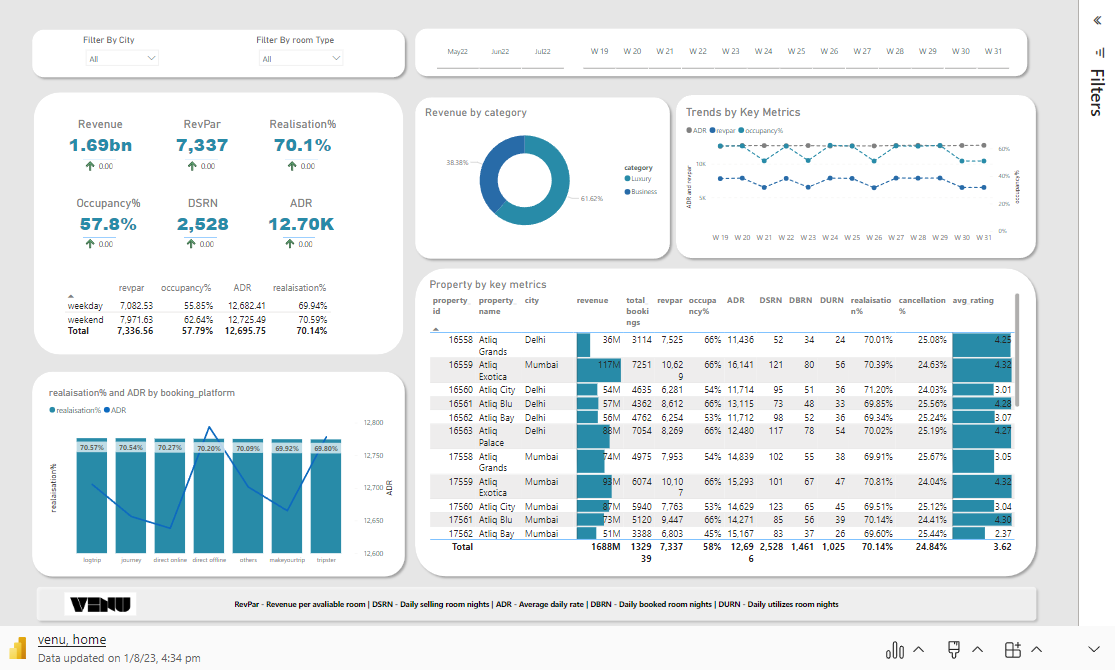 Filter By City
All
Filter By room Type
All
May22 Jun22 Jul22 W 19 W 20 W 21 W 22 W 23 W 24 W 25 W 26 W 27 W 28 W 29 W 30 W 31
Filters
Revenue RevPar Realisation%
1.69bn 7,337 70.1%
0.00 0.00 0.00
Occupancy% DSRN ADR
57.8% 2,528 12.70K
0.00 0.00 0.00
revpar occupancy% ADR realaisation%
weekday 7,082.53 55.85% 12,682.41 69.94%
weekend 7,971.63 62.64% 12,725.49 70.59%
Total 7,336.56 57.79% 12,695.75 70.14%
Revenue by category
38.38%
61.62%
category
Luxury
Business
Trends by Key Metrics
ADR revpar occupancy%
ADR and revpar
10K
5K
60%
40%
20%
0%
occupancy%
W 19 W 20 W 21 W 22 W 23 W 24 W 25 W 26 W 27 W 28 W 29 W 30 W 31
realaisation% and ADR by booking_platform
realaisation% ADR
realaisation%
70.57% 70.54% 70.27% 70.20% 70.09% 69.92% 69.80%
12,800
12,750
12,700
12,650
12,600
ADR
logtrip journey direct online direct offline others makeyourtrip tripster
Property by key metrics
property_ property_ city revenue total_ revpar occupa ADR DSRN DBRN DURN realaisatio cancellation avg_rating
id name booki ncy% n% %
ngs
16558 Atliq Delhi 36M 3114 7,525 66% 11,436 52 34 24 70.01% 25.08% 4.25
Grands
16559 Atliq Mumbai 117M 7251 10,62 66% 16,141 121 80 56 70.39% 24.63% 4.32
Exotica 9
16560 Atliq City Delhi 54M 4635 6,281 54% 11,714 95 51 36 71.20% 24.03% 3.01
16561 Atliq Blu Delhi 57M 4362 8,612 66% 13,115 73 48 33 69.85% 25.56% 4.28
16562 Atliq Bay Delhi 56M 4762 6,254 53% 11,712 98 52 36 69.34% 25.24% 3.07
16563 Atliq Delhi 88M 7054 8,269 66% 12,480 117 78 54 70.02% 25.19% 4.27
Palace
17558 Atliq Mumbai 74M 4975 7,953 54% 14,839 102 55 38 69.91% 25.67% 3.05
Grands
17559 Atliq Mumbai 93M 6074 10,10 66% 15,293 101 67 47 70.81% 24.04% 4.32
Exotica 7
17560 Atliq City Mumbai 87M 5940 7,763 53% 14,629 123 65 45 69.51% 25.12% 3.04
17561 Atliq Blu Mumbai 73M 5120 9,447 66% 14,271 85 56 39 70.14% 24.41% 4.30
17562 Atliq Bay Mumbai 51M 3388 6,803 45% 15,167 83 37 26 69.60% 25.44% 2.37
Total 1688M 1329 7,337 58% 12,69 2,528 1,461 1,025 70.14% 24.84% 3.62
39 6
VENU
RevPar - Revenue per avaliable room | DSRN - Daily selling room nights | ADR - Average daily rate | DBRN - Daily booked room nights | DURN - Daily utilizes room nights
venu, home
Data updated on 1/8/23, 4:34 pm